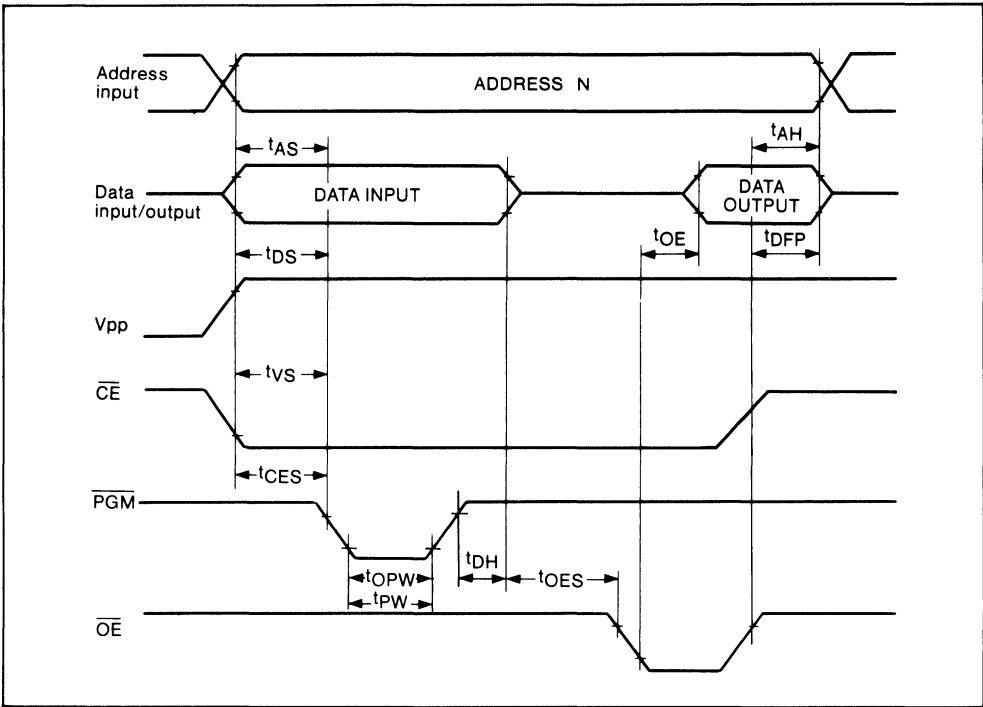 Address
input
ADDRESS N
tAS
tAH
Data
input/output
DATA INPUT
DATA
OUTPUT
tDS
tOE
tDFP
Vpp
tVS
CE
tCES
PGM
tDH
tOES
tOPW
tPW
OE